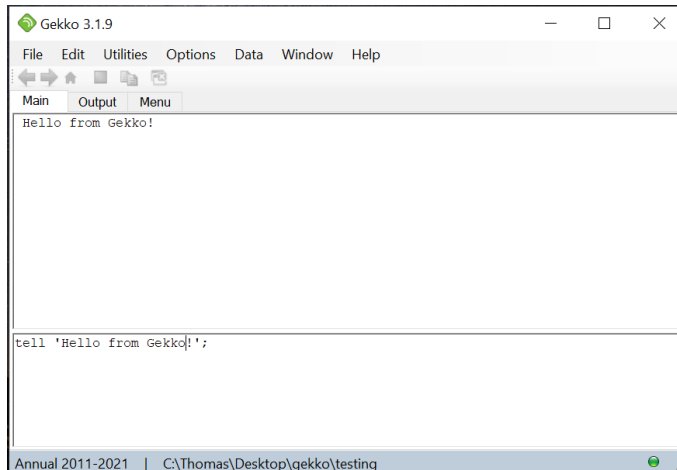 Gekko 3.1.9
File Edit Utilities Options Data Window Help
Main Output Menu
Hello from Gekko!
tell 'Hello from Gekko!';
Annual 2011-2021 | C:\Thomas\Desktop\gekko\testing